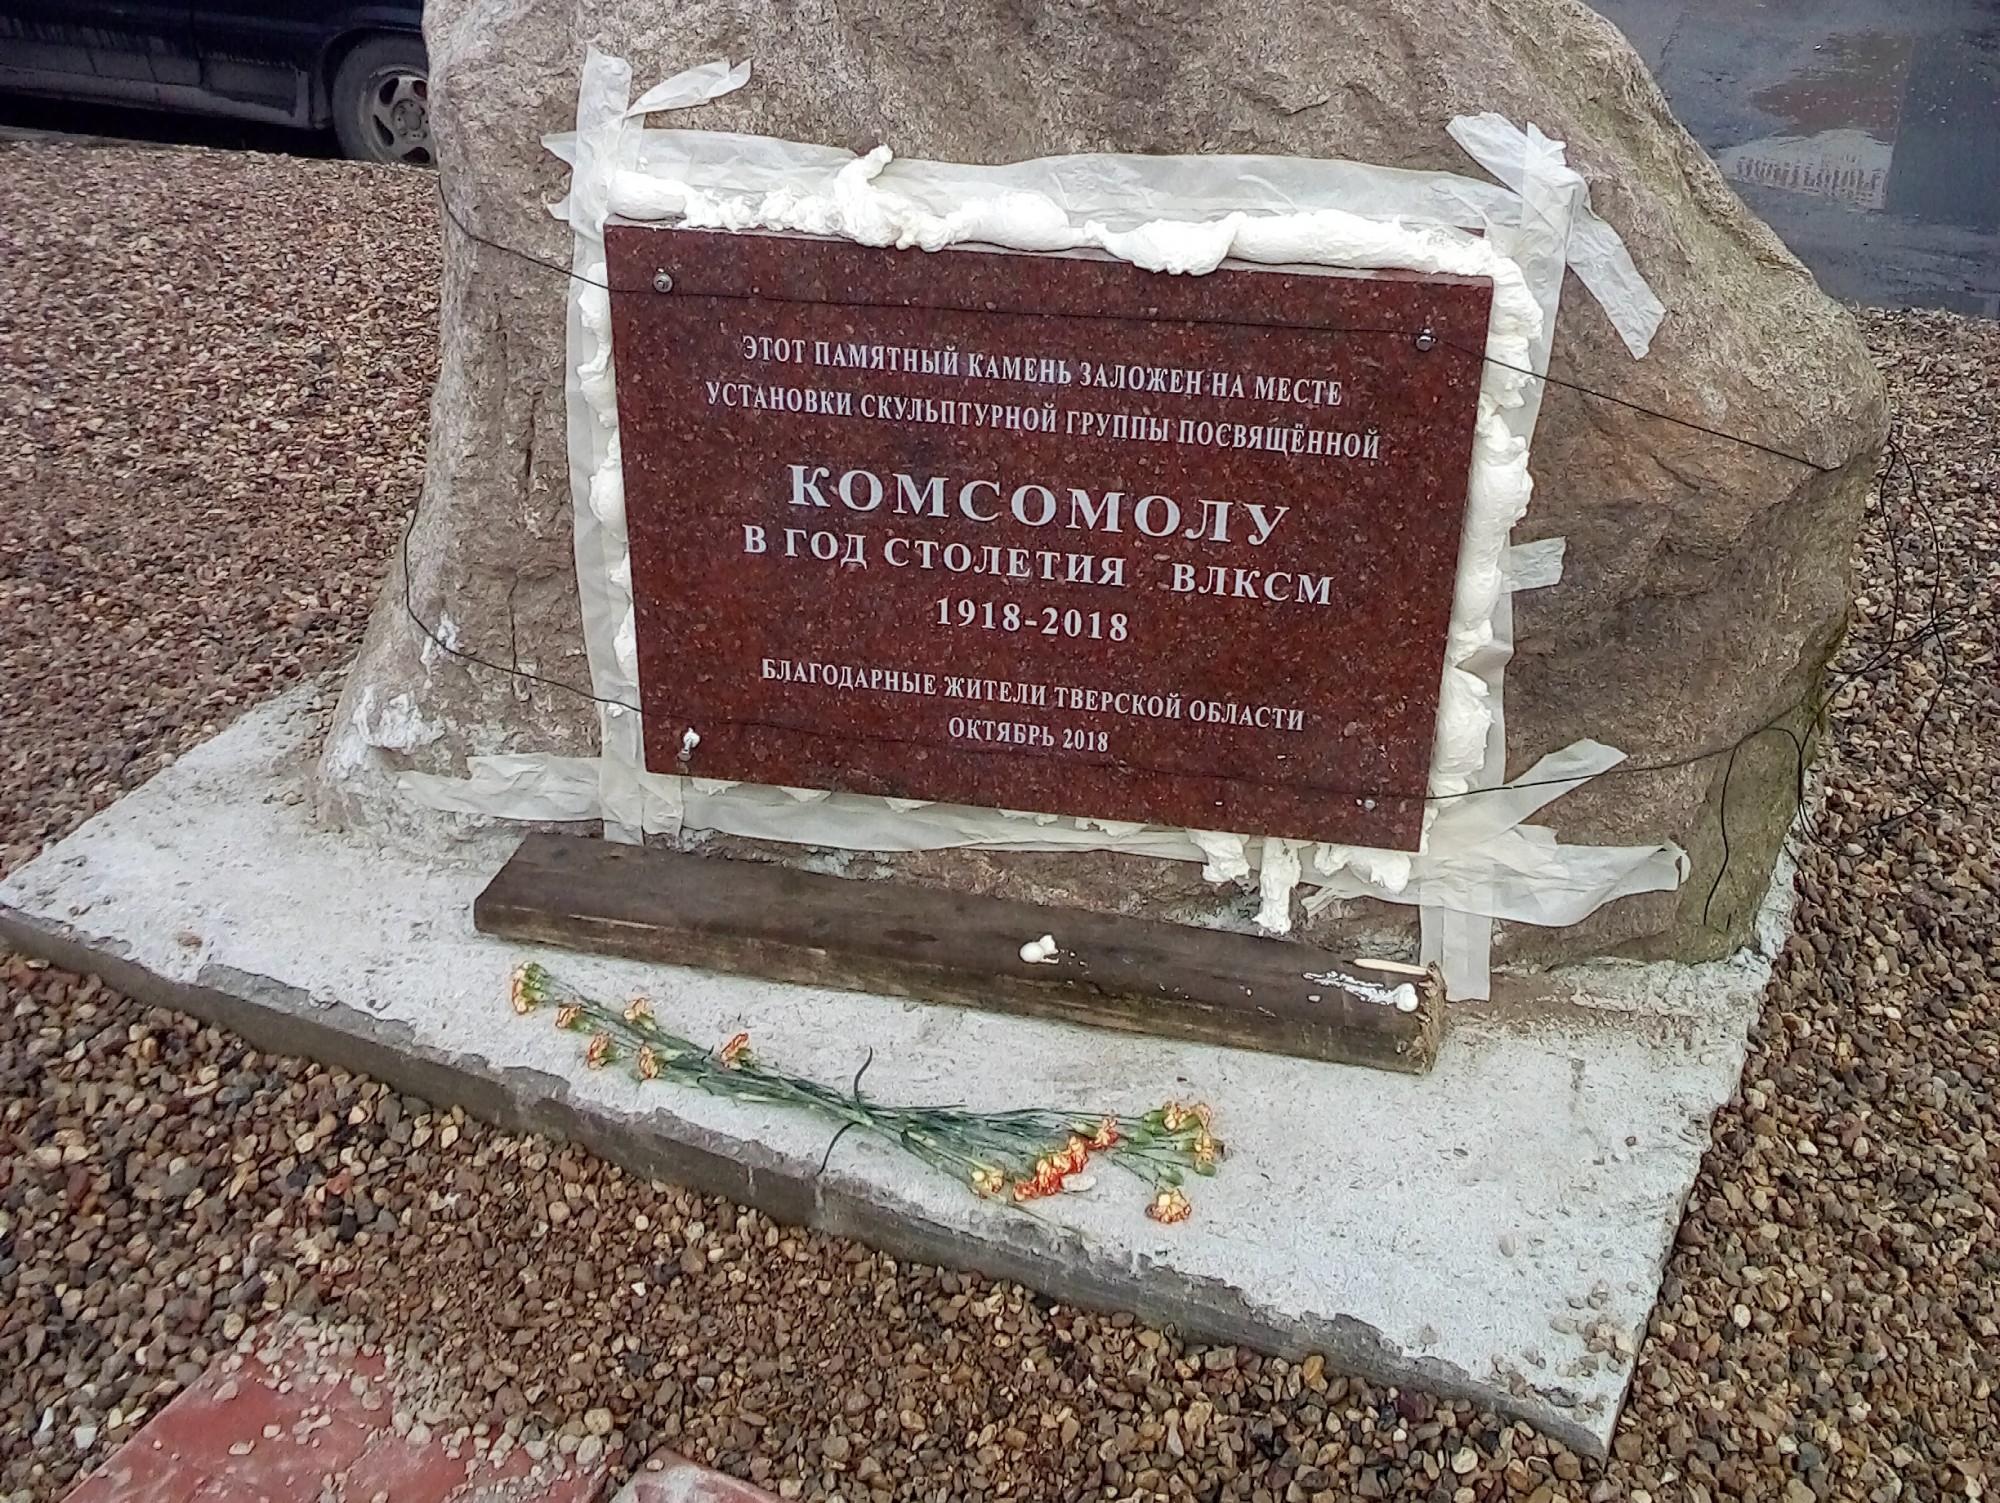 ЭТОТ ПАМЯТНЫЙ КАМЕНЬ ЗАЛОЖЕН НА МЕСТЕ
УСТАНОВКИ СКУЛЬПТУРНОЙ ГРУППЫ ПОСВЯЩЁННОЙ
КОМСОМОЛУ
В ГОД СТОЛЕТИЯ ВЛКСМ
1918-2018
БЛАГОДАРНЫЕ ЖИТЕЛИ ТВЕРСКОЙ ОБЛАСТИ
ОКТЯБРЬ 2018